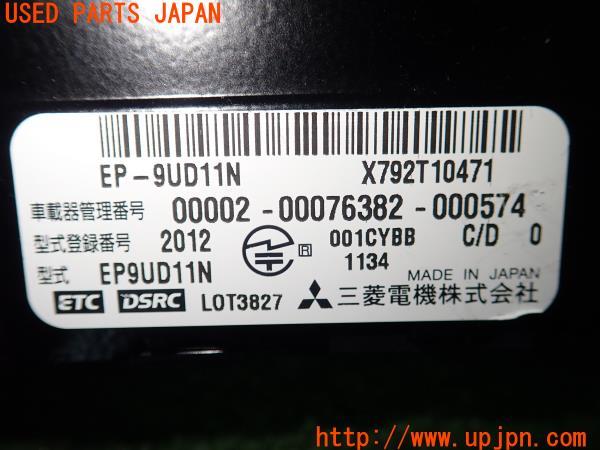 USED PARTS JAPAN
EP-9UD11N X792T10471
車載器管理番号 00002-00076382-000574
型式登録番号 2012 R 001CYBB C/D 0
型式 EP9UD11N 1134
MADE IN JAPAN
ETC DSRC LOT3827 三菱電機株式会社
UPJ http://www.upjpn.com/